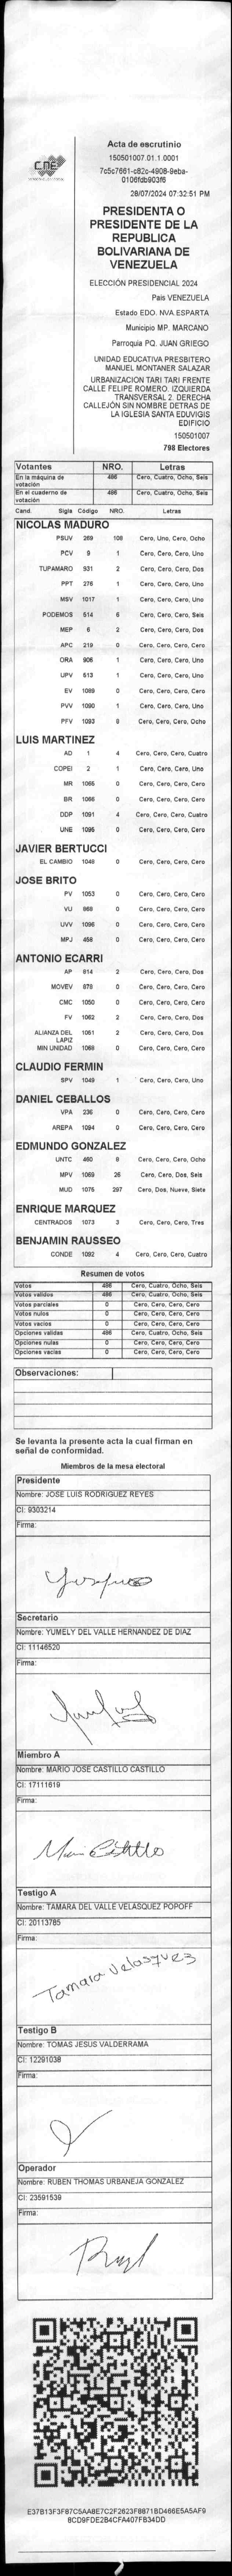 CNE
Acta de escrutinio
150501007.01.1.0001
7c5c7661-c82c-4908-9eba-
0106fdb903f6
28/07/2024 07:32:51 PM
PRESIDENTA O
PRESIDENTE DE LA
REPUBLICA
BOLIVARIANA DE
VENEZUELA
ELECCIÓN PRESIDENCIAL 2024
Pais VENEZUELA
Estado EDO. NVA.ESPARTA
Municipio MP. MARCANO
Parroquia PQ. JUAN GRIEGO
UNIDAD EDUCATIVA PRESBITERO
MANUEL MONTANER SALAZAR
URBANIZACION TARI TARI FRENTE
CALLE FELIPE ROMERO. IZQUIERDA
TRANSVERSAL 2. DERECHA
CALLEJÓN SIN NOMBRE DETRAS DE
LA IGLESIA SANTA EDUVIGIS
EDIFICIO
150501007
798 Electores
Votantes NRO. Letras
En la máquina de votación 486 Cero, Cuatro, Ocho, Seis
En el cuaderno de votación 486 Cero, Cuatro, Ocho, Seis
Cand. Sigla Código NRO. Letras
NICOLAS MADURO
PSUV 269 108 Cero, Uno, Cero, Ocho
PCV 9 1 Cero, Cero, Cero, Uno
TUPAMARO 931 2 Cero, Cero, Cero, Dos
PPT 276 1 Cero, Cero, Cero, Uno
MSV 1017 1 Cero, Cero, Cero, Uno
PODEMOS 514 6 Cero, Cero, Cero, Seis
MEP 6 2 Cero, Cero, Cero, Dos
APC 219 0 Cero, Cero, Cero, Cero
ORA 906 1 Cero, Cero, Cero, Uno
UPV 613 1 Cero, Cero, Cero, Uno
EV 1089 0 Cero, Cero, Cero, Cero
PVV 1090 1 Cero, Cero, Cero, Uno
PFV 1093 8 Cero, Cero, Cero, Ocho
LUIS MARTINEZ
AD 1 4 Cero, Cero, Cero, Cuatro
COPEI 2 1 Cero, Cero, Cero, Uno
MR 1065 0 Cero, Cero, Cero, Cero
BR 1066 0 Cero, Cero, Cero, Cero
DDP 1091 4 Cero, Cero, Cero, Cuatro
UNE 1095 0 Cero, Cero, Cero, Cero
JAVIER BERTUCCI
EL CAMBIO 1048 0 Cero, Cero, Cero, Cero
JOSE BRITO
PV 1053 0 Cero, Cero, Cero, Cero
VU 868 0 Cero, Cero, Cero, Cero
UVV 1096 0 Cero, Cero, Cero, Cero
MPJ 458 0 Cero, Cero, Cero, Cero
ANTONIO ECARRI
AP 814 2 Cero, Cero, Cero, Dos
MOVEV 878 0 Cero, Cero, Cero, Cero
CMC 1050 0 Cero, Cero, Cero, Cero
FV 1062 2 Cero, Cero, Cero, Dos
ALIANZA DEL LAPIZ 1061 2 Cero, Cero, Cero, Dos
MIN UNIDAD 1068 0 Cero, Cero, Cero, Cero
CLAUDIO FERMIN
SPV 1049 1 Cero, Cero, Cero, Uno
DANIEL CEBALLOS
VPA 236 0 Cero, Cero, Cero, Cero
AREPA 1094 0 Cero, Cero, Cero, Cero
EDMUNDO GONZALEZ
UNTC 460 8 Cero, Cero, Cero, Ocho
MPV 1069 26 Cero, Cero, Dos, Seis
MUD 1075 297 Cero, Dos, Nueve, Siete
ENRIQUE MARQUEZ
CENTRADOS 1073 3 Cero, Cero, Cero, Tres
BENJAMIN RAUSSEO
CONDE 1092 4 Cero, Cero, Cero, Cuatro
Resumen de votos
Votos 486 Cero, Cuatro, Ocho, Seis
Votos validos 486 Cero, Cuatro, Ocho, Seis
Votos parciales 0 Cero, Cero, Cero, Cero
Votos nulos 0 Cero, Cero, Cero, Cero
Votos vacios 0 Cero, Cero, Cero, Cero
Opciones validas 486 Cero, Cuatro, Ocho, Seis
Opciones nulas 0 Cero, Cero, Cero, Cero
Opciones vacias 0 Cero, Cero, Cero, Cero
Observaciones:
Se levanta la presente acta la cual firman en
señal de conformidad.
Miembros de la mesa electoral
Presidente
Nombre: JOSE LUIS RODRIGUEZ REYES
CI: 9303214
Firma:
Secretario
Nombre: YUMELY DEL VALLE HERNANDEZ DE DIAZ
CI: 11146520
Firma:
Miembro A
Nombre: MARIO JOSE CASTILLO CASTILLO
CI: 17111619
Firma:
Testigo A
Nombre: TAMARA DEL VALLE VELASQUEZ POPOFF
CI: 20113785
Firma:
Tamara Velasquez
Testigo B
Nombre: TOMAS JESUS VALDERRAMA
CI: 12291038
Firma:
Operador
Nombre: RUBEN THOMAS URBANEJA GONZALEZ
CI: 23591539
Firma:
E37B13F3F87C5AA8E7C2F2623F8871BD466E5A5AF9
8CD9FDE2B4CFA407FB34DD